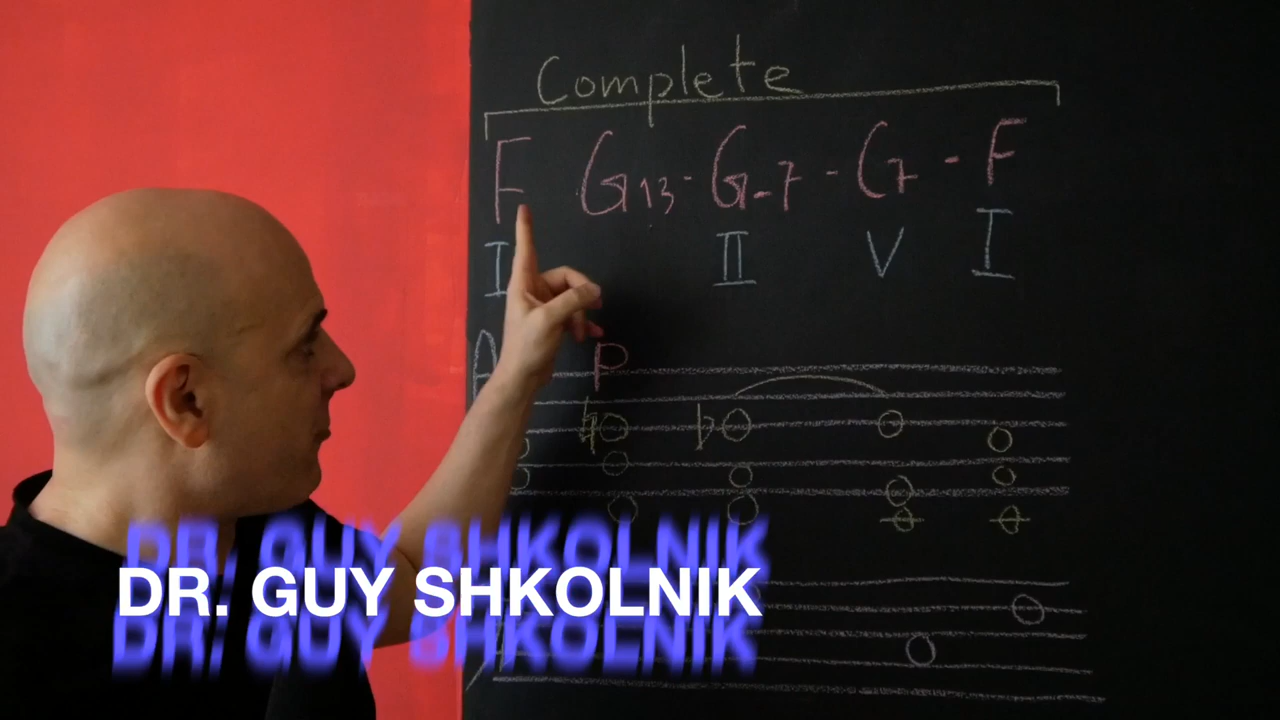 Complete
F G13 - G-7 - C7 - F
I II V I
A P
DR. GUY SHKOLNIK